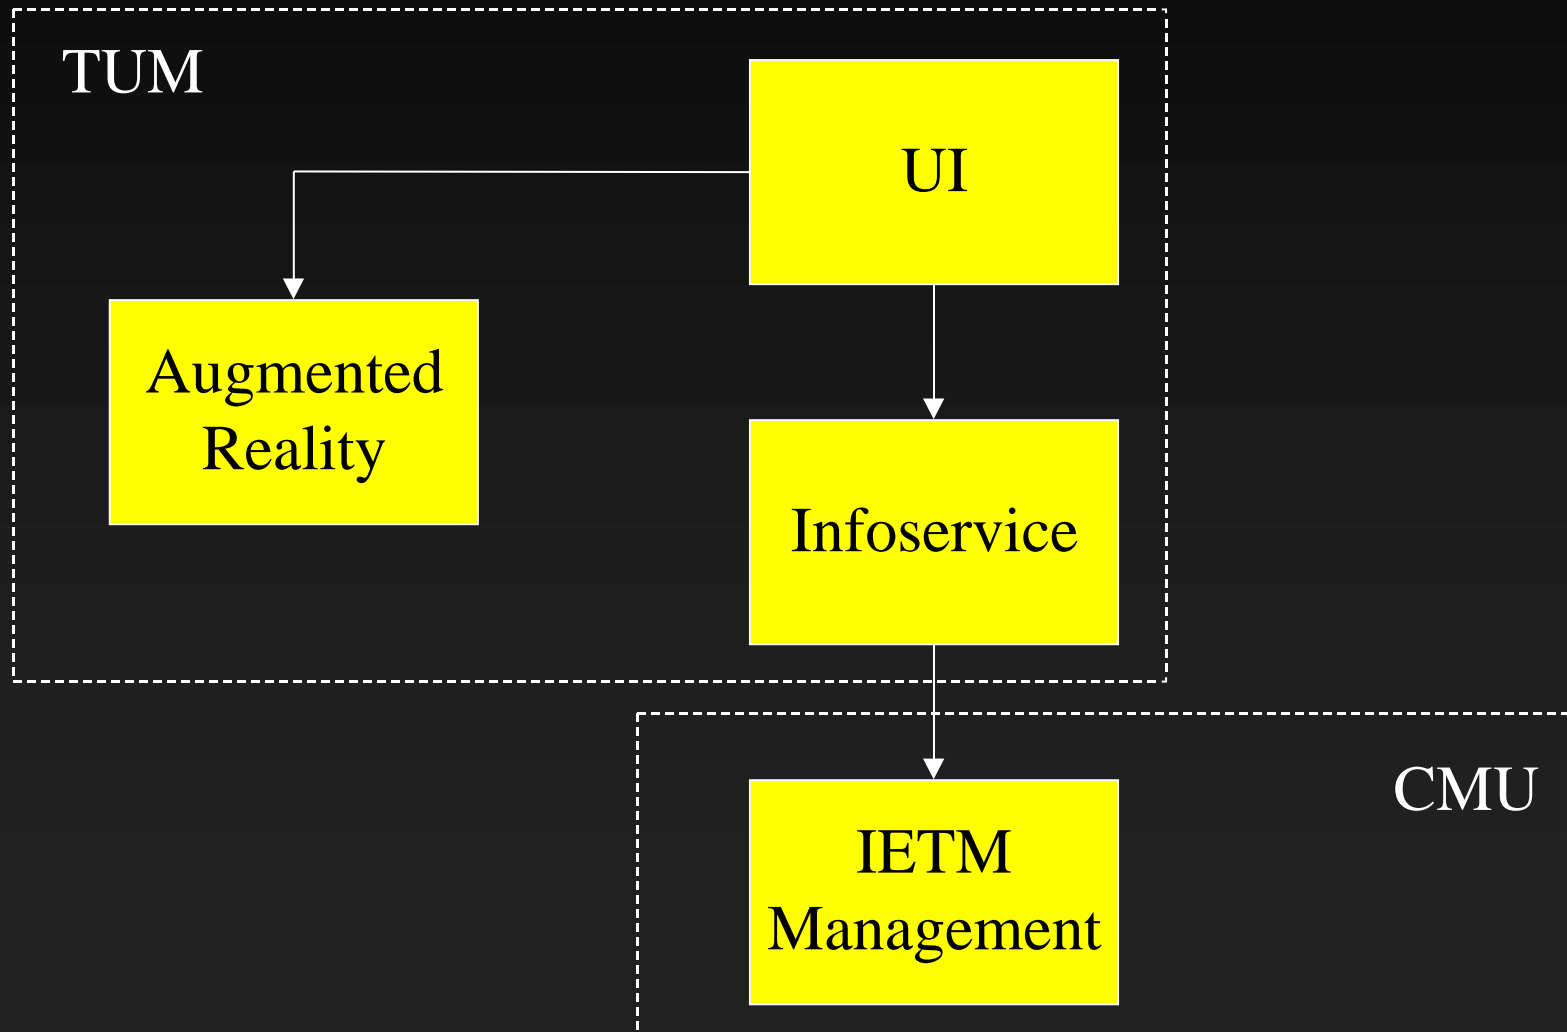 TUM
UI
Augmented
Reality
Infoservice
CMU
IETM
Management